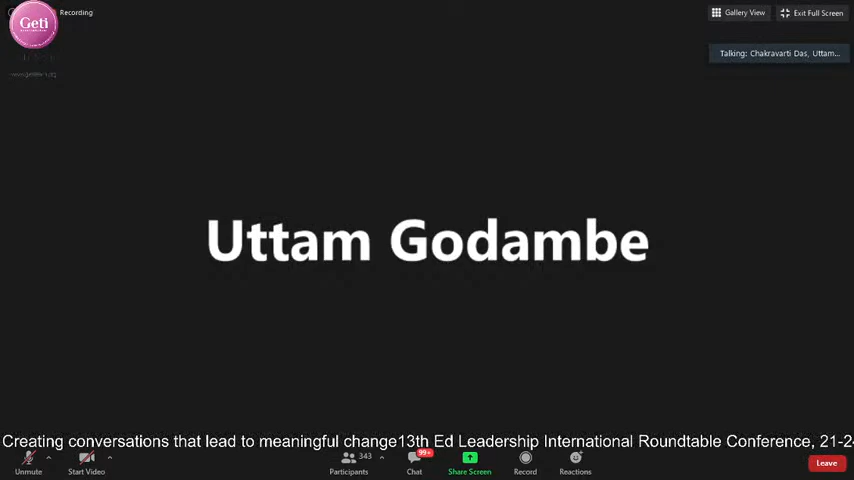 Geti
Recording
Gallery View
Exit Full Screen
Talking: Chakravarti Das, Uttam...
Uttam Godambe
Creating conversations that lead to meaningful change13th Ed Leadership International Roundtable Conference, 21-2
Unmute
Start Video
343
Participants
99+
Chat
Share Screen
Record
Reactions
Leave